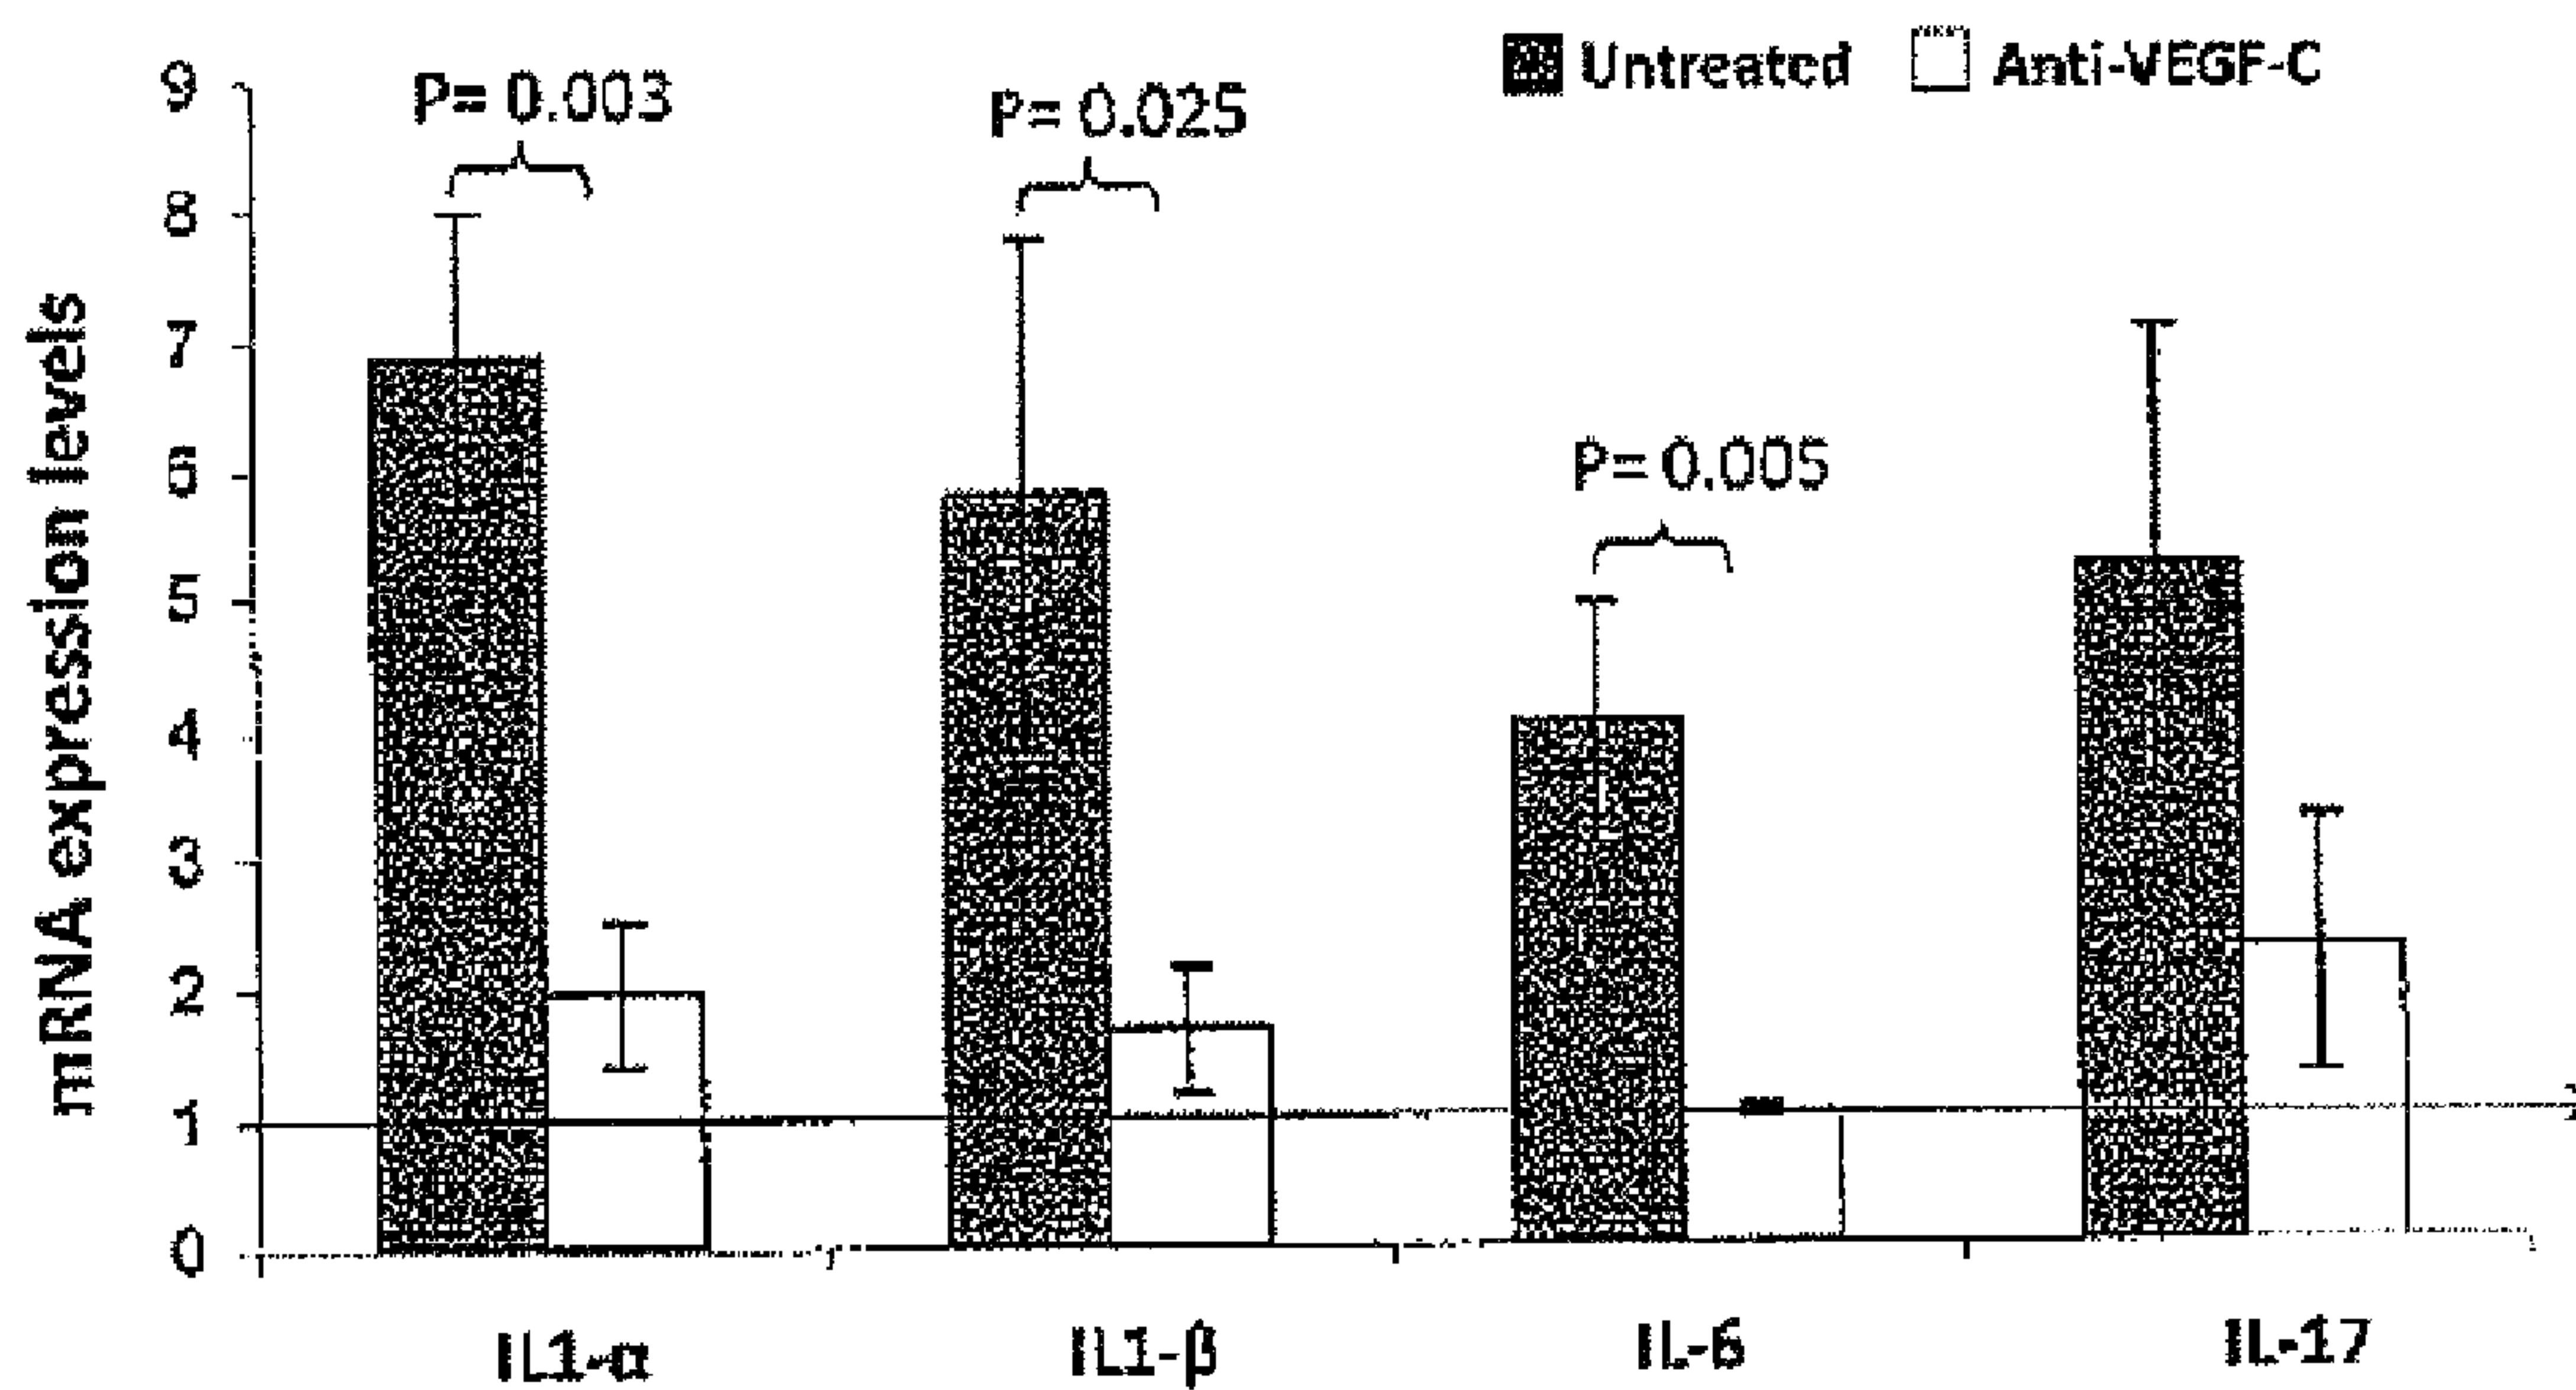 Untreated Anti-VEGF-C
P= 0.003
P= 0.025
P= 0.005
mRNA expression levels
9
8
7
6
5
4
3
2
1
0
IL1-α IL1-β IL-6 IL-17